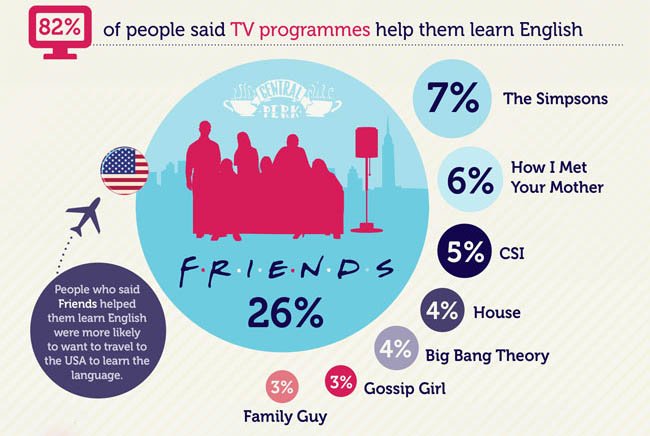 82% of people said TV programmes help them learn English
CENTRAL
PERK
F·R·I·E·N·D·S
26%
7% The Simpsons
6% How I Met
Your Mother
5% CSI
4% House
4% Big Bang Theory
3% Gossip Girl
3%
Family Guy
People who said
Friends helped
them learn English
were more likely
to want to travel to
the USA to learn the
language.